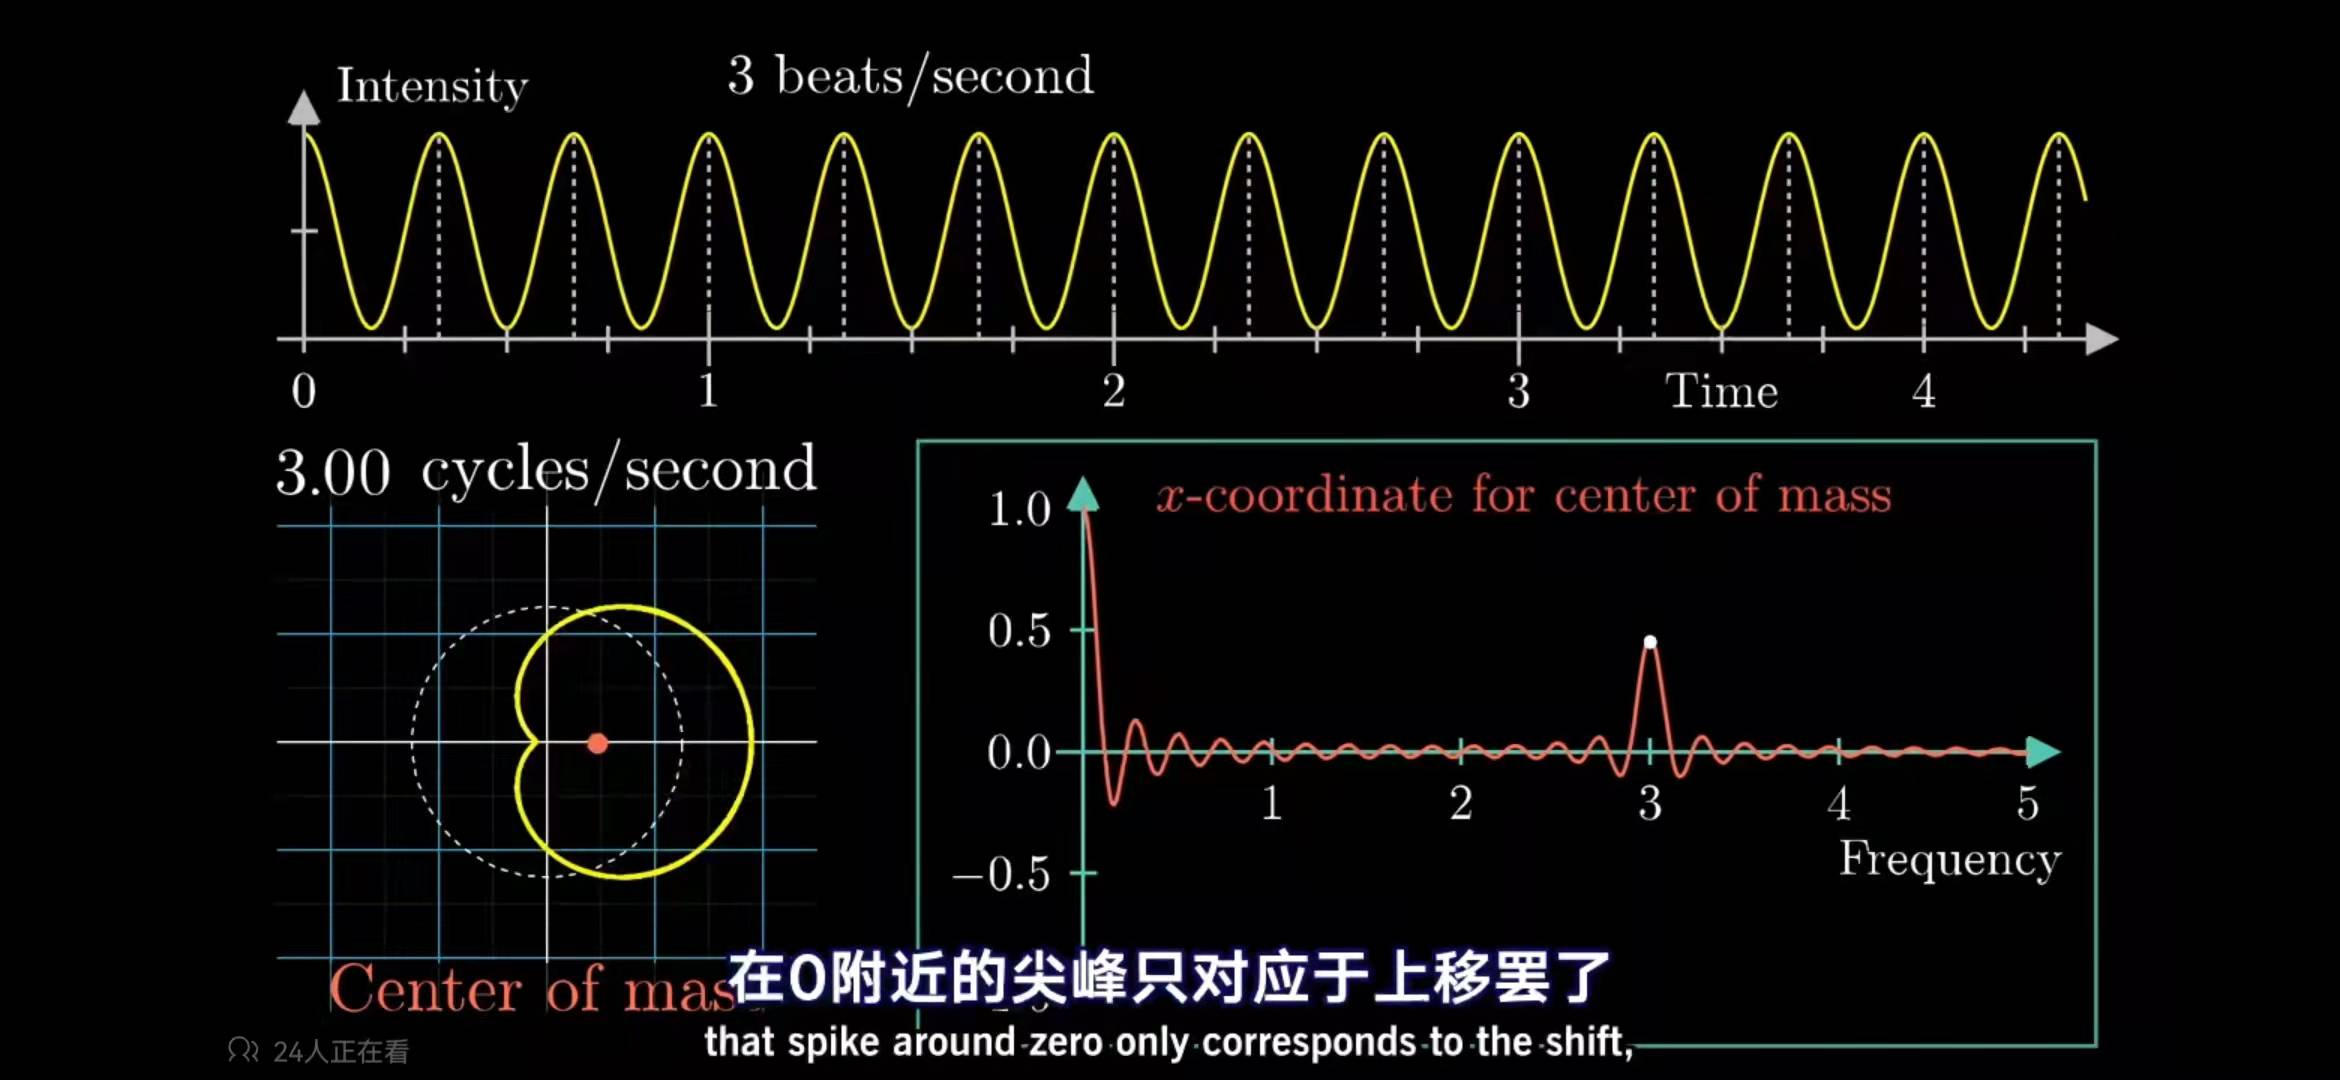 Intensity
3 beats/second
0 1 2 3 Time 4
3.00 cycles/second
x-coordinate for center of mass
1.0
0.5
0.0
1 2 3 4 5
Frequency
−0.5
Center of mass
在0附近的尖峰只对应于上移罢了
that spike around zero only corresponds to the shift,
24人正在看